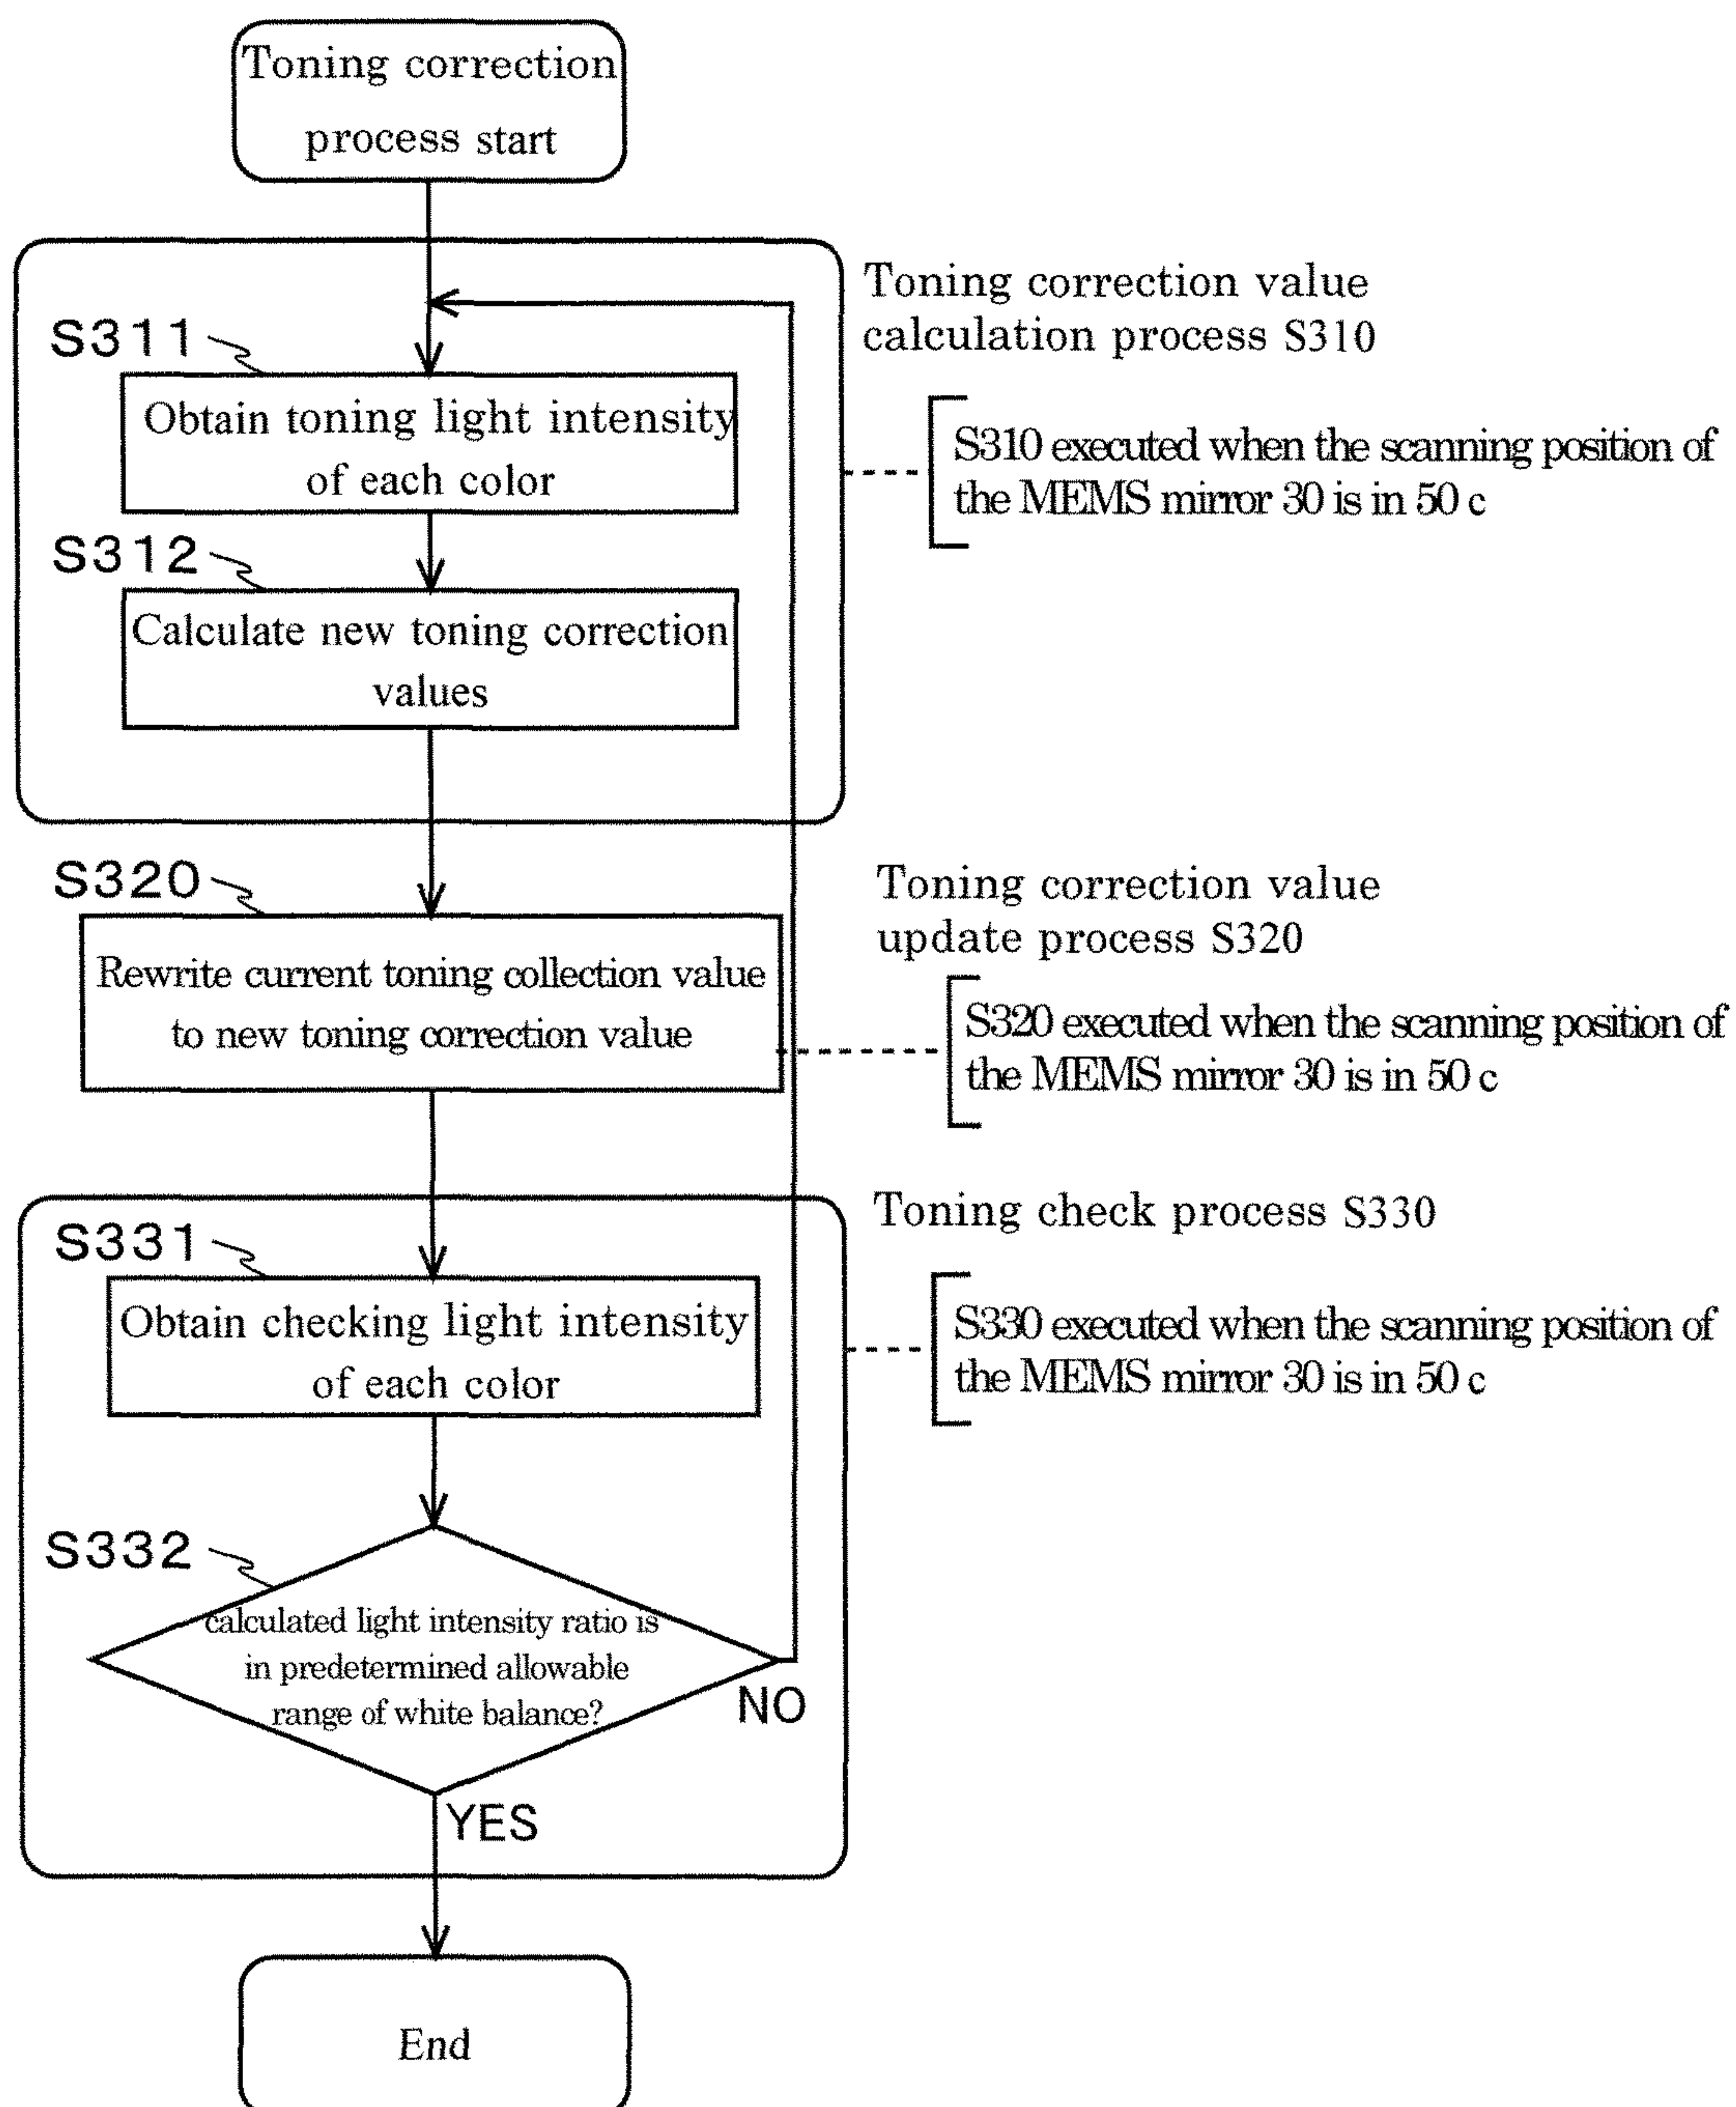 Toning correction
process start
Toning correction value
calculation process S310
S311
Obtain toning light intensity
of each color
S310 executed when the scanning position of
the MEMS mirror 30 is in 50 c
S312
Calculate new toning correction
values
S320
Toning correction value
update process S320
Rewrite current toning collection value
to new toning correction value
S320 executed when the scanning position of
the MEMS mirror 30 is in 50 c
Toning check process S330
S331
Obtain checking light intensity
of each color
S330 executed when the scanning position of
the MEMS mirror 30 is in 50 c
S332
calculated light intensity ratio is
in predetermined allowable
range of white balance?
NO
YES
End